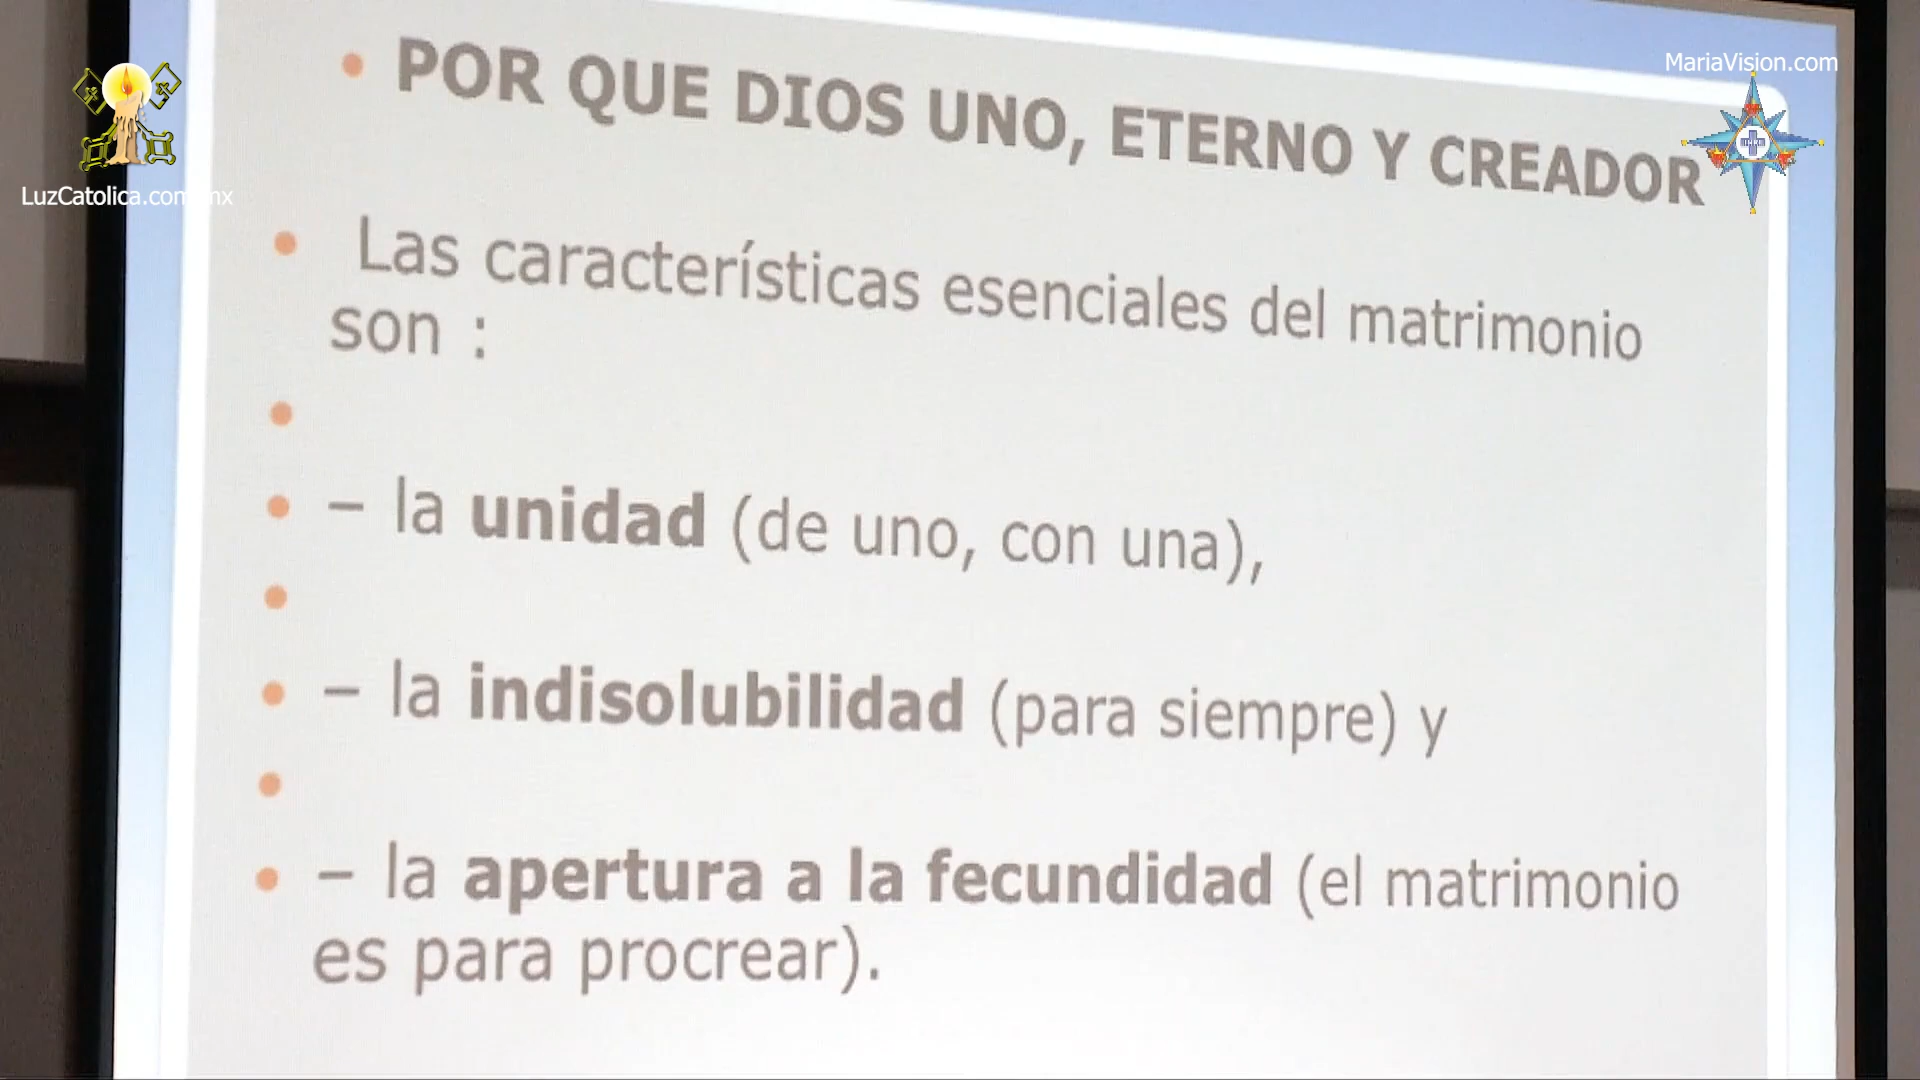 MariaVision.com
LuzCatolica.com.mx
• POR QUE DIOS UNO, ETERNO Y CREADOR
• Las características esenciales del matrimonio
son :
•
• – la unidad (de uno, con una),
•
• – la indisolubilidad (para siempre) y
•
• – la apertura a la fecundidad (el matrimonio
es para procrear).